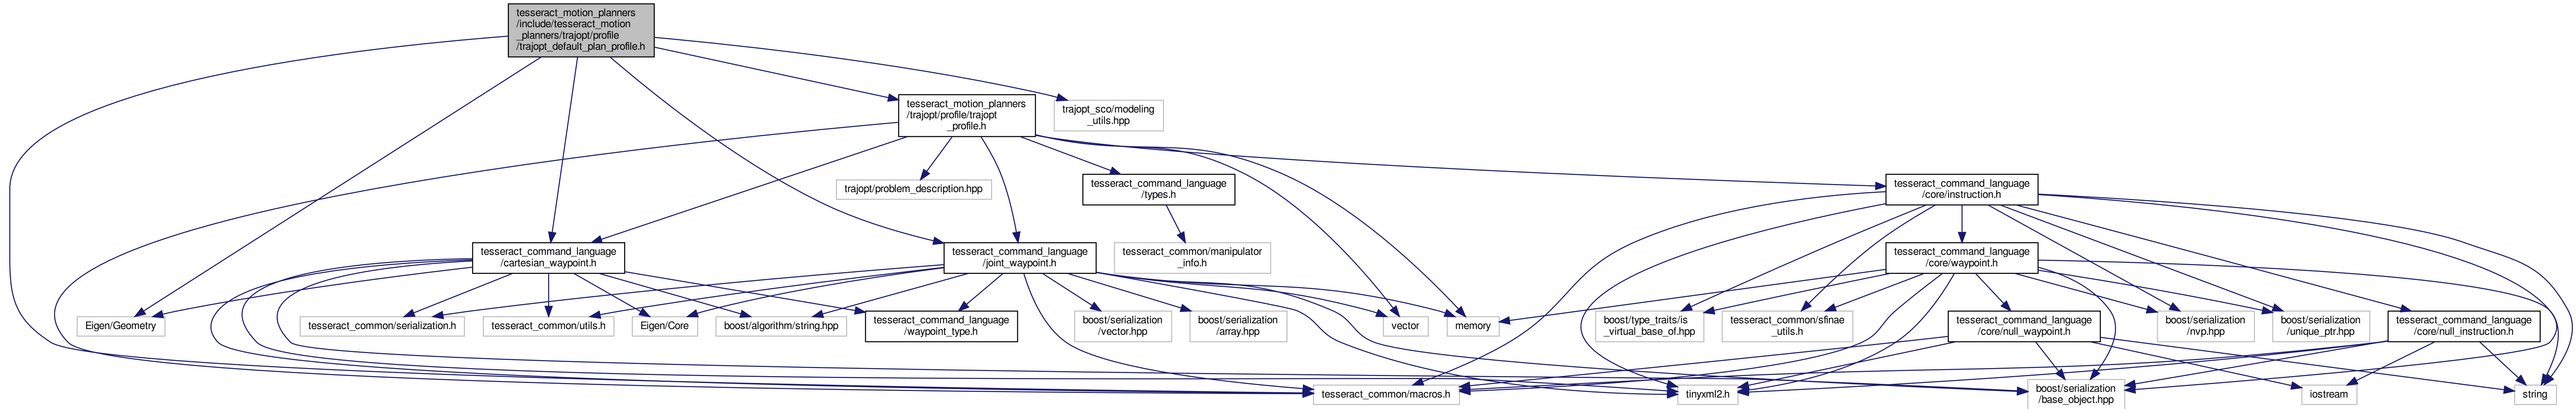 tesseract_motion_planners
/include/tesseract_motion
_planners/trajopt/profile
/trajopt_default_plan_profile.h
tesseract_motion_planners
/trajopt/profile/trajopt
_profile.h
trajopt_sco/modeling
_utils.hpp
trajopt/problem_description.hpp
tesseract_command_language
/types.h
tesseract_command_language
/core/instruction.h
tesseract_command_language
/cartesian_waypoint.h
tesseract_command_language
/joint_waypoint.h
tesseract_common/manipulator
_info.h
tesseract_command_language
/core/waypoint.h
Eigen/Geometry
tesseract_common/serialization.h
tesseract_common/utils.h
Eigen/Core
boost/algorithm/string.hpp
tesseract_command_language
/waypoint_type.h
boost/serialization
/vector.hpp
boost/serialization
/array.hpp
vector
memory
boost/type_traits/is
_virtual_base_of.hpp
tesseract_common/sfinae
_utils.h
tesseract_command_language
/core/null_waypoint.h
boost/serialization
/nvp.hpp
boost/serialization
/unique_ptr.hpp
tesseract_command_language
/core/null_instruction.h
tesseract_common/macros.h
tinyxml2.h
boost/serialization
/base_object.hpp
iostream
string